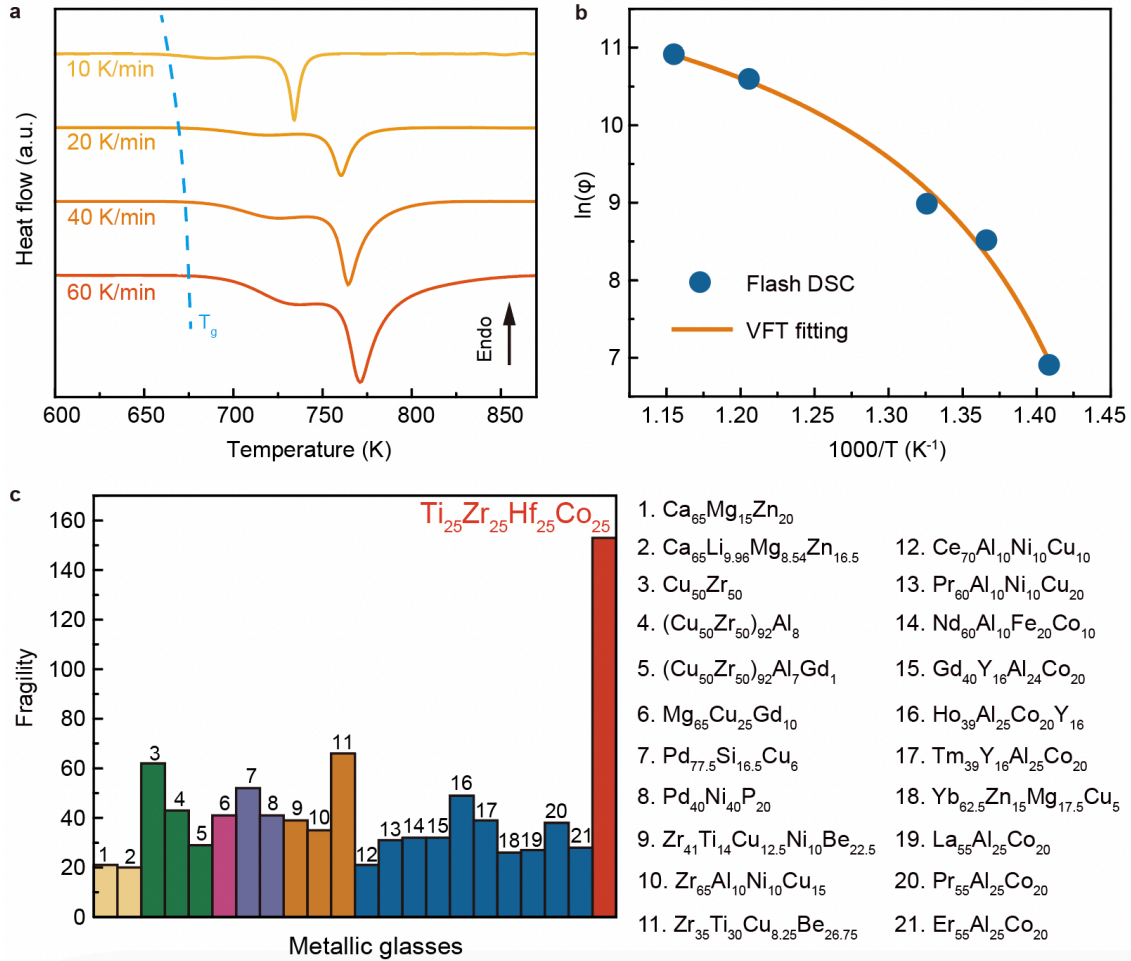 a
10 K/min
20 K/min
40 K/min
60 K/min
T_g
Endo
Heat flow (a.u.)
600 650 700 750 800 850
Temperature (K)
b
11
10
9
8
7
ln(φ)
Flash DSC
VFT fitting
1.15 1.20 1.25 1.30 1.35 1.40 1.45
1000/T (K⁻¹)
c
160
140
120
100
80
60
40
20
0
Fragility
Ti₂₅Zr₂₅Hf₂₅Co₂₅
1 2 3 4 5 6 7 8 9 10 11 12 13 14 15 16 17 18 19 20 21
Metallic glasses
1. Ca₆₅Mg₁₅Zn₂₀
2. Ca₆₅Li₉.₉₆Mg₈.₅₄Zn₁₆.₅
3. Cu₅₀Zr₅₀
4. (Cu₅₀Zr₅₀)₉₂Al₈
5. (Cu₅₀Zr₅₀)₉₂Al₇Gd₁
6. Mg₆₅Cu₂₅Gd₁₀
7. Pd₇₇.₅Si₁₆.₅Cu₆
8. Pd₄₀Ni₄₀P₂₀
9. Zr₄₁Ti₁₄Cu₁₂.₅Ni₁₀Be₂₂.₅
10. Zr₆₅Al₁₀Ni₁₀Cu₁₅
11. Zr₃₅Ti₃₀Cu₈.₂₅Be₂₆.₇₅
12. Ce₇₀Al₁₀Ni₁₀Cu₁₀
13. Pr₆₀Al₁₀Ni₁₀Cu₂₀
14. Nd₆₀Al₁₀Fe₂₀Co₁₀
15. Gd₄₀Y₁₆Al₂₄Co₂₀
16. Ho₃₉Al₂₅Co₂₀Y₁₆
17. Tm₃₉Y₁₆Al₂₅Co₂₀
18. Yb₆₂.₅Zn₁₅Mg₁₇.₅Cu₅
19. La₅₅Al₂₅Co₂₀
20. Pr₅₅Al₂₅Co₂₀
21. Er₅₅Al₂₅Co₂₀